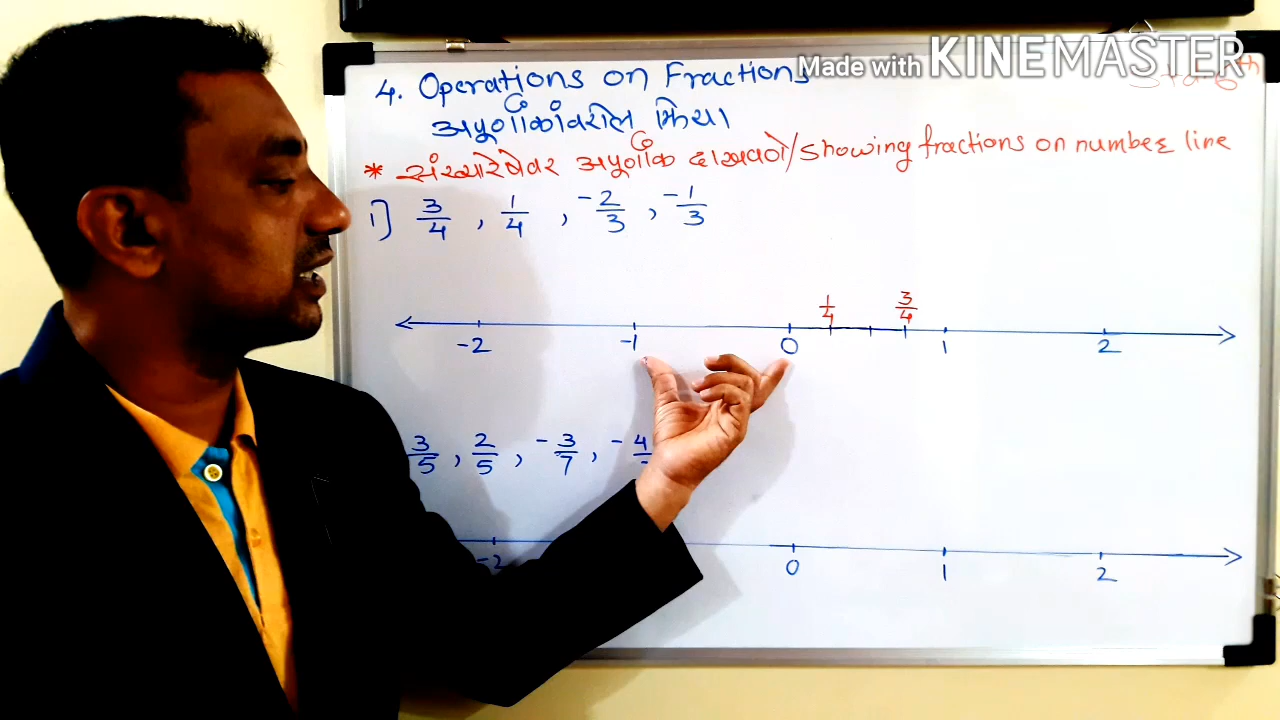 Made with KINEMASTER
4. Operations on Fractions
अपूर्णांकांवरील क्रिया
* संख्यारेषेवर अपूर्णांक दाखवणे/showing fractions on number line
i] 3/4, 1/4, -2/3, -1/3
1/4 3/4
-2 -1 0 1 2
3/5, 2/5, -3/7, -4/
-2 0 1 2